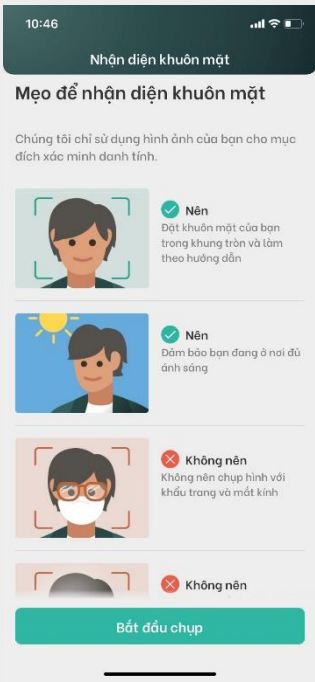 10:46
Nhận diện khuôn mặt
Mẹo để nhận diện khuôn mặt
Chúng tôi chỉ sử dụng hình ảnh của bạn cho mục
đích xác minh danh tính.
Nên
Đặt khuôn mặt của bạn
trong khung tròn và làm
theo hướng dẫn
Nên
Đảm bảo bạn đang ở nơi đủ
ánh sáng
Không nên
Không nên chụp hình với
khẩu trang và mắt kính
Không nên
Bắt đầu chụp